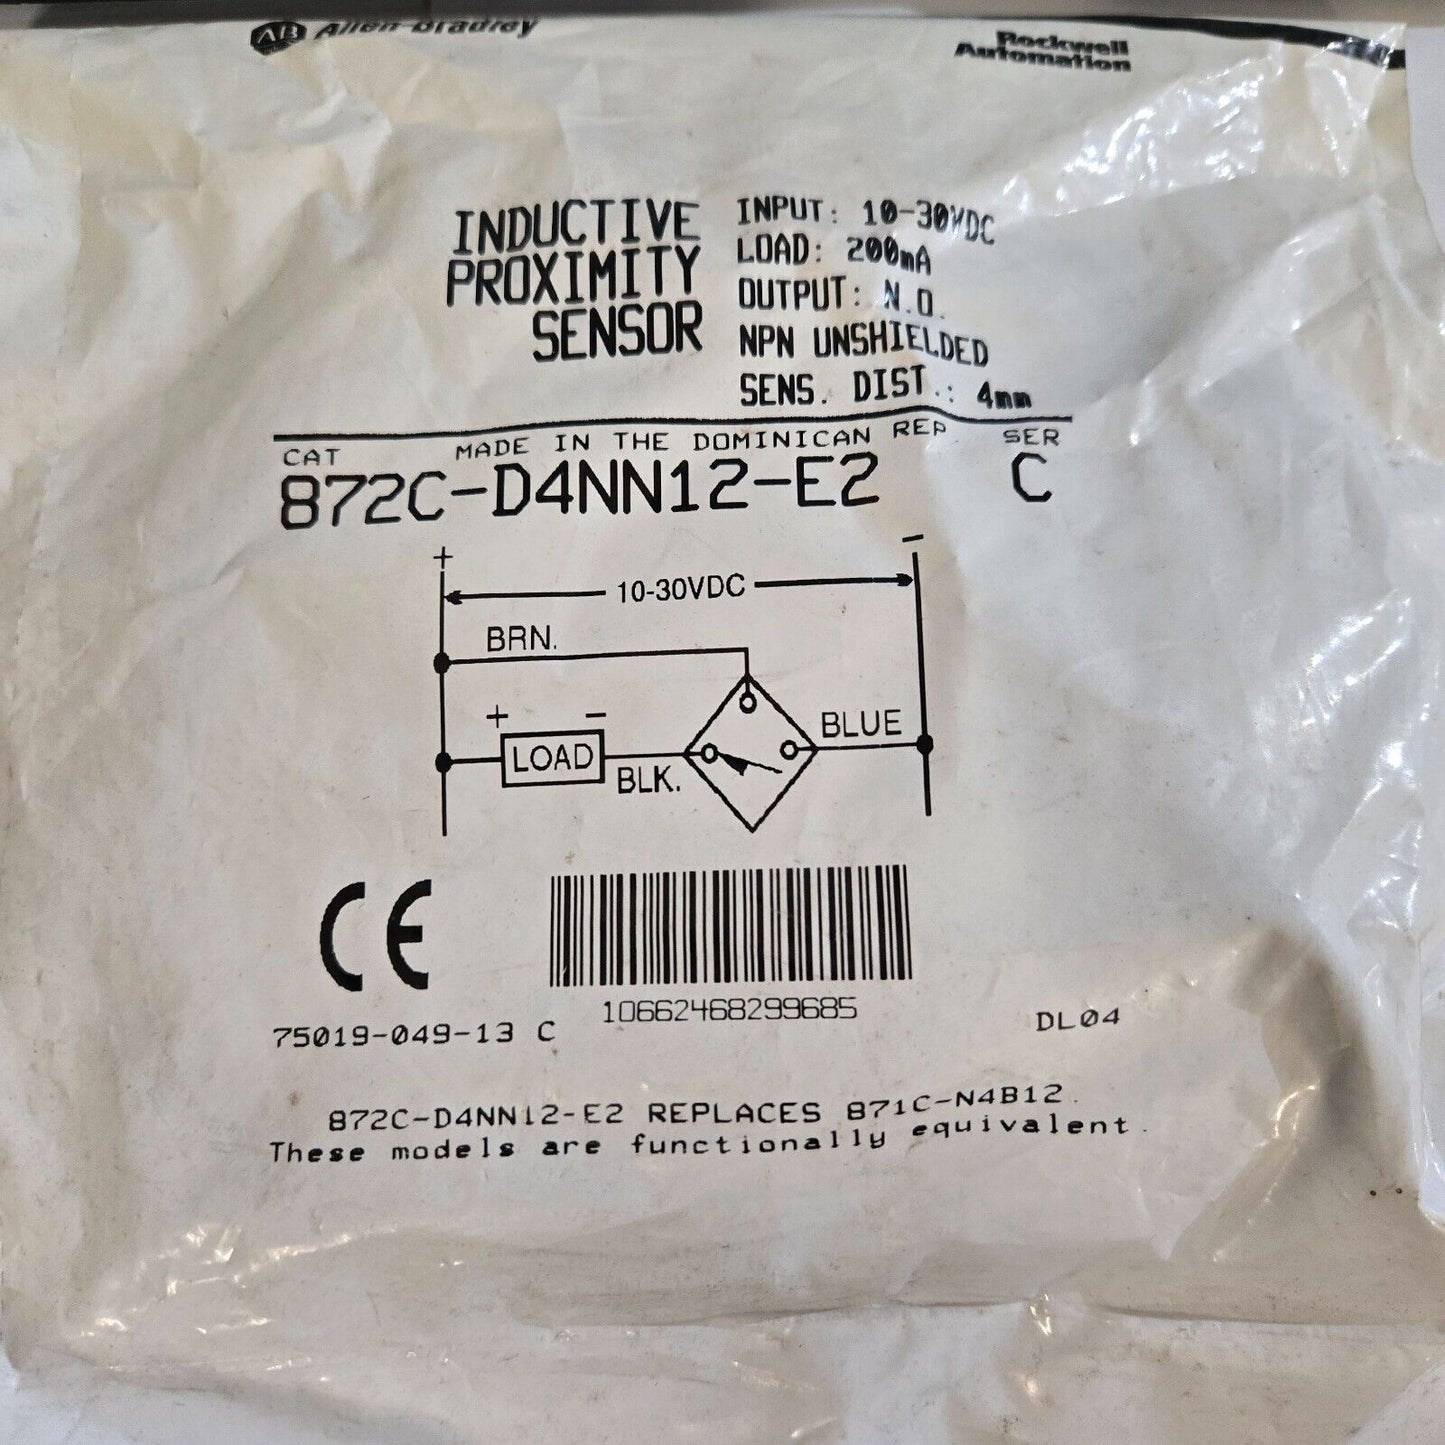 AB Allen-Bradley
Rockwell
Automation
INDUCTIVE
PROXIMITY
SENSOR
INPUT: 10-30VDC
LOAD: 200mA
OUTPUT: N.O.
NPN UNSHIELDED
SENS. DIST.: 4mm
CAT MADE IN THE DOMINICAN REP. SER
872C-D4NN12-E2 C
+ -
10-30VDC
BRN.
+ -
LOAD
BLK.
BLUE
CE
10662468299685
75019-049-13 C
DL04
872C-D4NN12-E2 REPLACES 871C-N4B12.
These models are functionally equivalent.